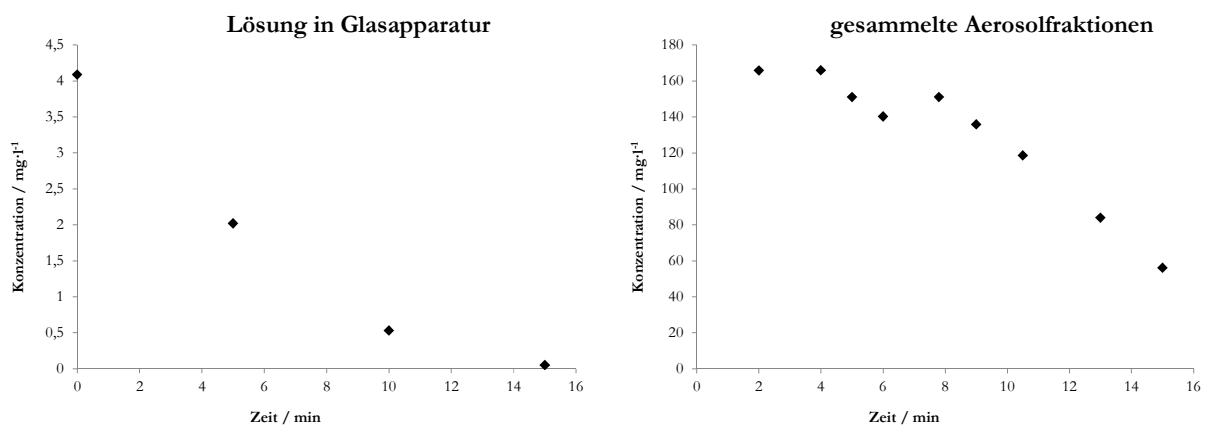 Lösung in Glasapparatur
4,5
4
3,5
3
2,5
2
1,5
1
0,5
0
Konzentration / mg·l⁻¹
0 2 4 6 8 10 12 14 16
Zeit / min
gesammelte Aerosolfraktionen
180
160
140
120
100
80
60
40
20
0
Konzentration / mg·l⁻¹
0 2 4 6 8 10 12 14 16
Zeit / min